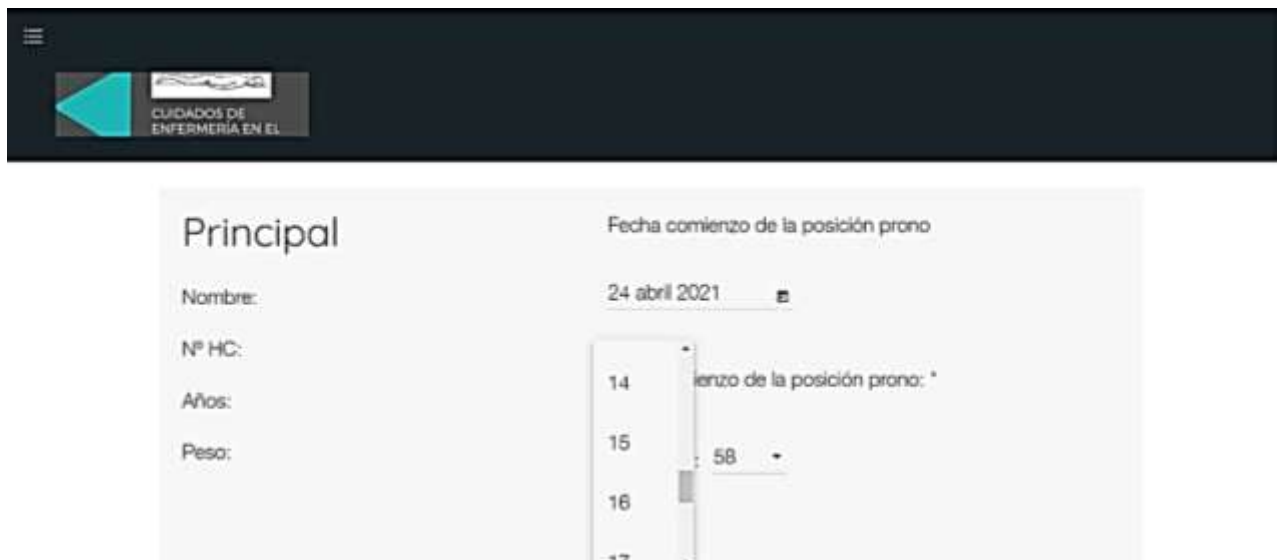 CUIDADOS DE
ENFERMERÍA EN EL
Principal
Nombre:
Nº HC:
Años:
Peso:
Fecha comienzo de la posición prono
24 abril 2021
ienzo de la posición prono: *
14
15
16
17
: 58